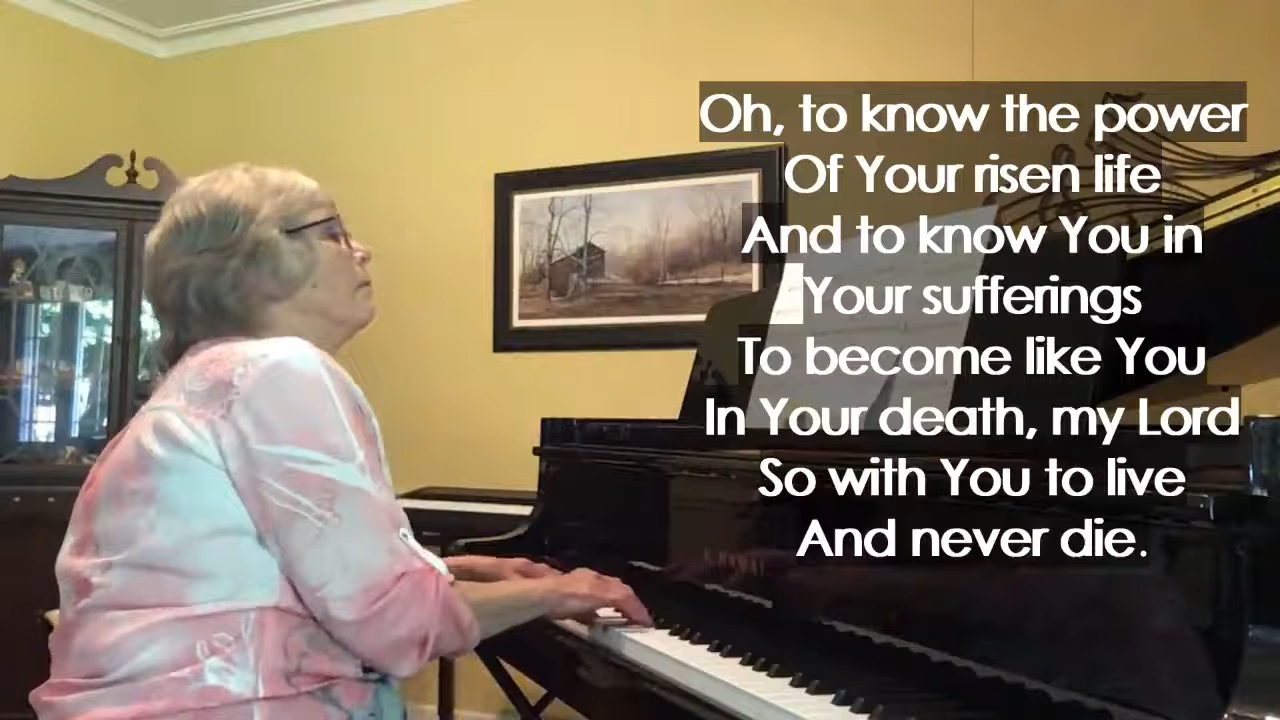 Oh, to know the power
Of Your risen life
And to know You in
Your sufferings
To become like You
In Your death, my Lord
So with You to live
And never die.